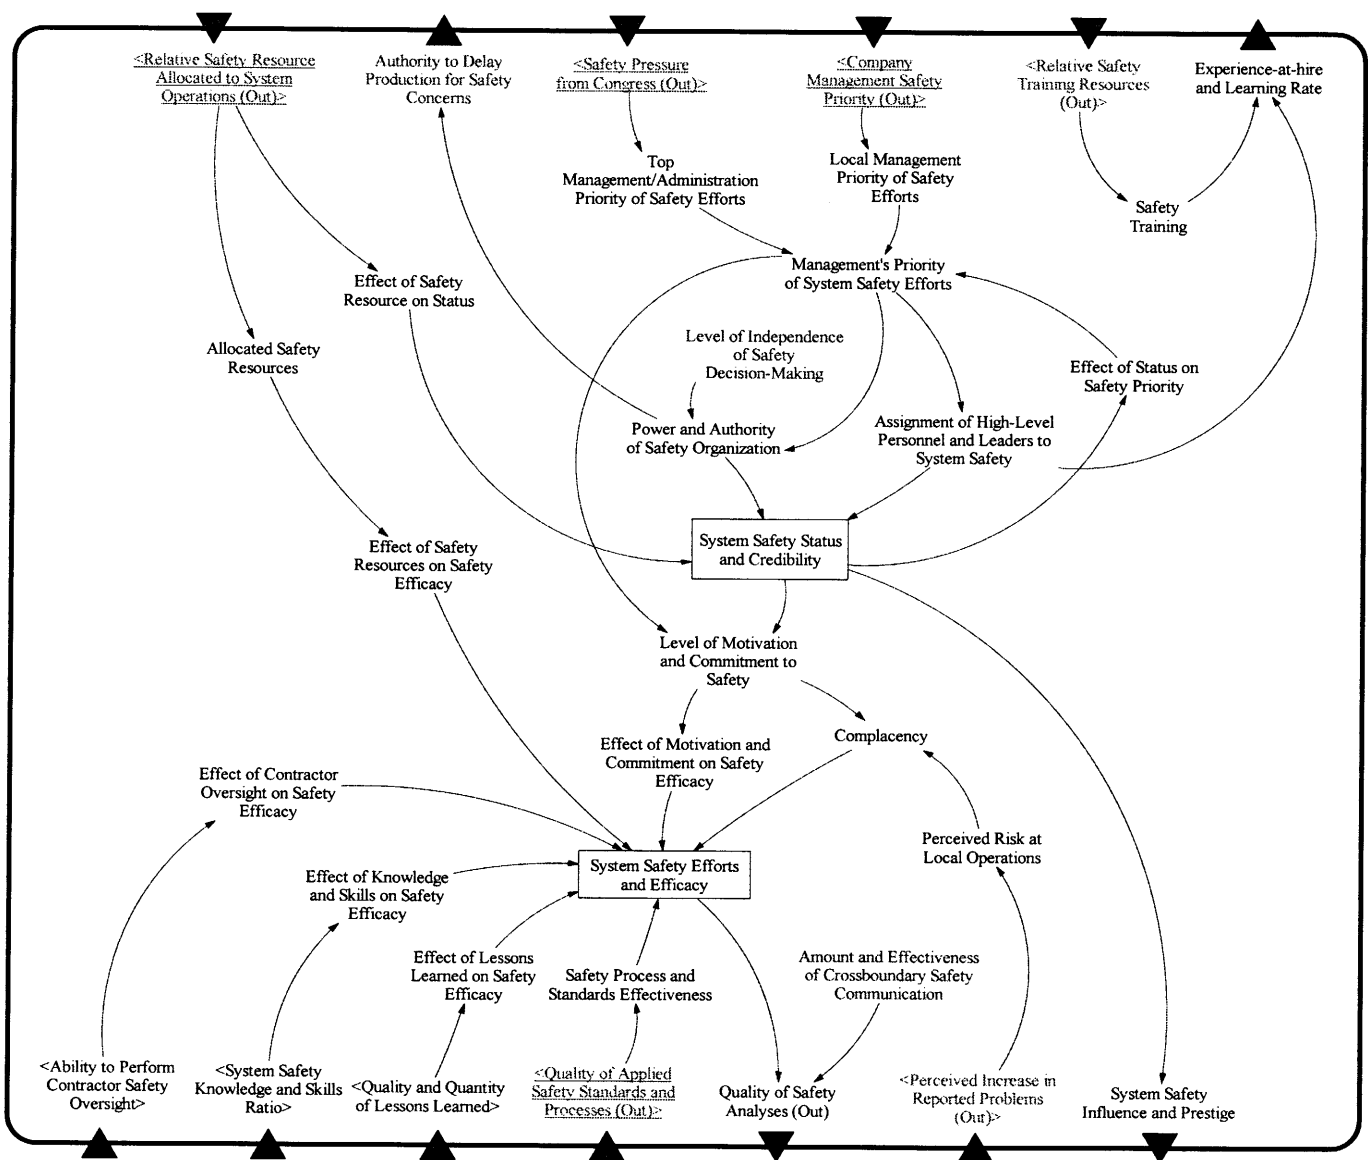 <Relative Safety Resource
Allocated to System
Operations (Out)>
Authority to Delay
Production for Safety
Concerns
<Safety Pressure
from Congress (Out)>
<Company
Management Safety
Priority (Out)>
<Relative Safety
Training Resources
(Out)>
Experience-at-hire
and Learning Rate
Top
Management/Administration
Priority of Safety Efforts
Local Management
Priority of Safety
Efforts
Safety
Training
Effect of Safety
Resource on Status
Management's Priority
of System Safety Efforts
Allocated Safety
Resources
Level of Independence
of Safety
Decision-Making
Effect of Status on
Safety Priority
Power and Authority
of Safety Organization
Assignment of High-Level
Personnel and Leaders to
System Safety
Effect of Safety
Resources on Safety
Efficacy
System Safety Status
and Credibility
Level of Motivation
and Commitment to
Safety
Effect of Motivation and
Commitment on Safety
Efficacy
Complacency
Effect of Contractor
Oversight on Safety
Efficacy
Perceived Risk at
Local Operations
Effect of Knowledge
and Skills on Safety
Efficacy
System Safety Efforts
and Efficacy
Effect of Lessons
Learned on Safety
Efficacy
Safety Process and
Standards Effectiveness
Amount and Effectiveness
of Crossboundary Safety
Communication
<Ability to Perform
Contractor Safety
Oversight>
<System Safety
Knowledge and Skills
Ratio>
<Quality and Quantity
of Lessons Learned>
<Quality of Applied
Safety Standards and
Processes (Out)>
Quality of Safety
Analyses (Out)
<Perceived Increase in
Reported Problems
(Out)>
System Safety
Influence and Prestige